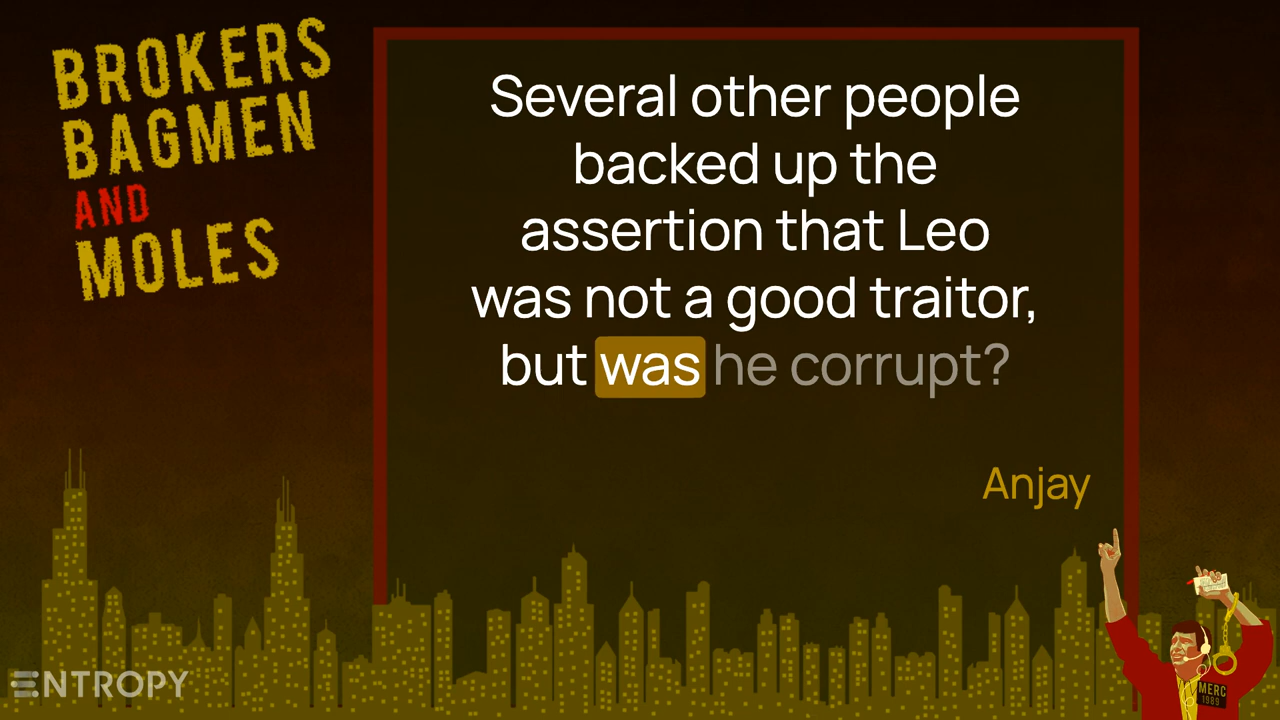 BROKERS
BAGMEN
AND
MOLES
Several other people
backed up the
assertion that Leo
was not a good traitor,
but was he corrupt?
Anjay
ENTROPY
MERC
1989